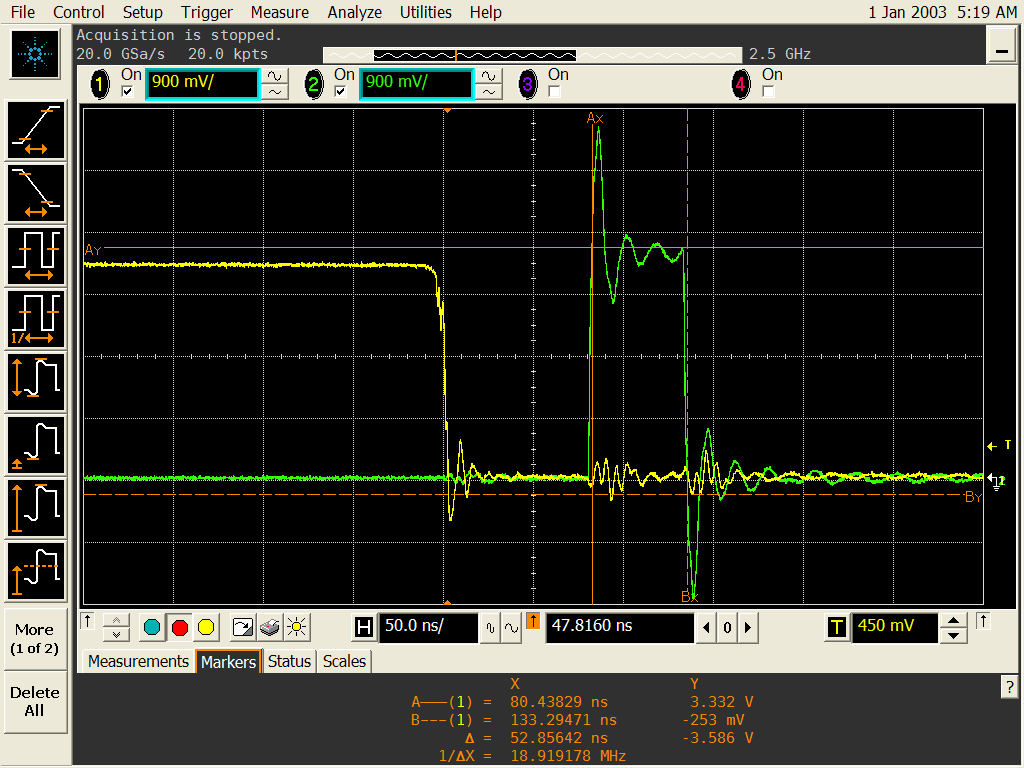 File Control Setup Trigger Measure Analyze Utilities Help 1 Jan 2003 5:19 AM
Acquisition is stopped.
20.0 GSa/s 20.0 kpts 2.5 GHz
1 On 900 mV/ 2 On 900 mV/ 3 On 4 On
Ax
AY
T
BY
2
Bx
1/
More
(1 of 2)
Delete
All
H 50.0 ns/ 47.8160 ns 0 T 450 mV
Measurements Markers Status Scales
?
X Y
A———(1) = 80.43829 ns 3.332 V
B---(1) = 133.29471 ns -253 mV
Δ = 52.85642 ns -3.586 V
1/ΔX = 18.919178 MHz